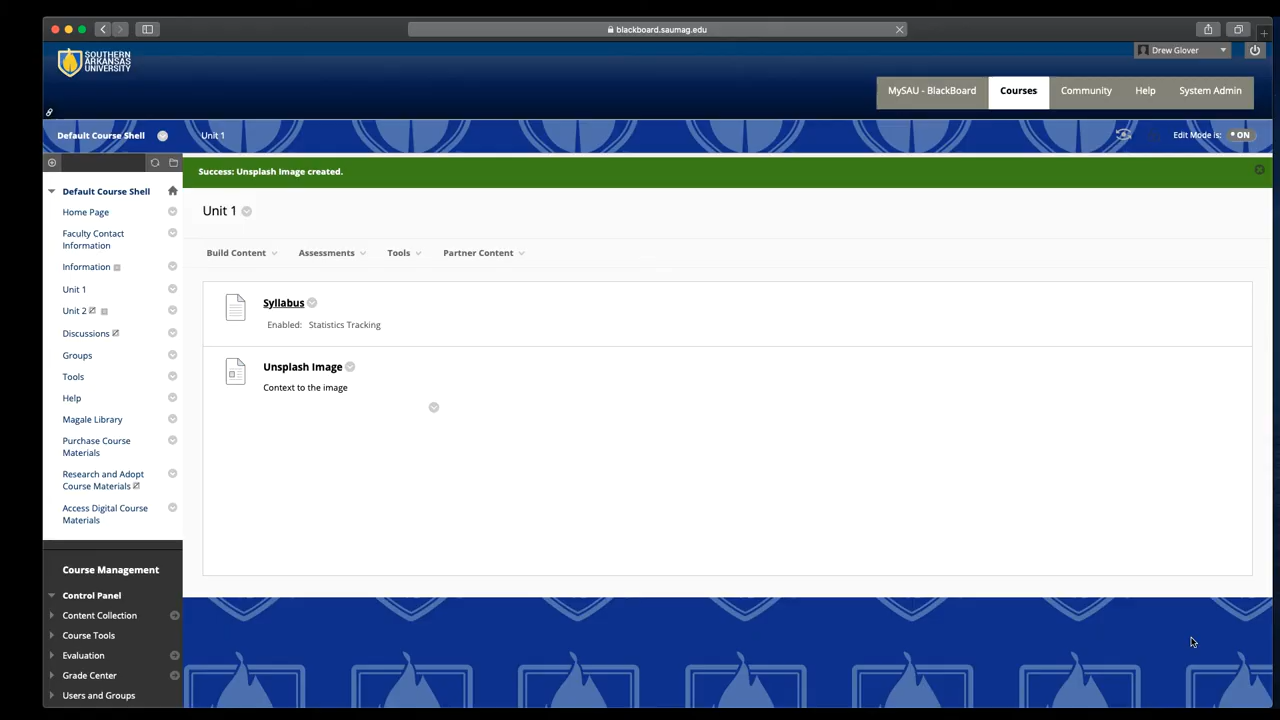 blackboard.saumag.edu
SOUTHERN
ARKANSAS
UNIVERSITY
Drew Glover
MySAU - BlackBoard
Courses
Community
Help
System Admin
Default Course Shell
Unit 1
Edit Mode is:
ON
Success: Unsplash Image created.
Default Course Shell
Home Page
Faculty Contact
Information
Information
Unit 1
Unit 2
Discussions
Groups
Tools
Help
Magale Library
Purchase Course
Materials
Research and Adopt
Course Materials
Access Digital Course
Materials
Course Management
Control Panel
Content Collection
Course Tools
Evaluation
Grade Center
Users and Groups
Unit 1
Build Content
Assessments
Tools
Partner Content
Syllabus
Enabled: Statistics Tracking
Unsplash Image
Context to the image